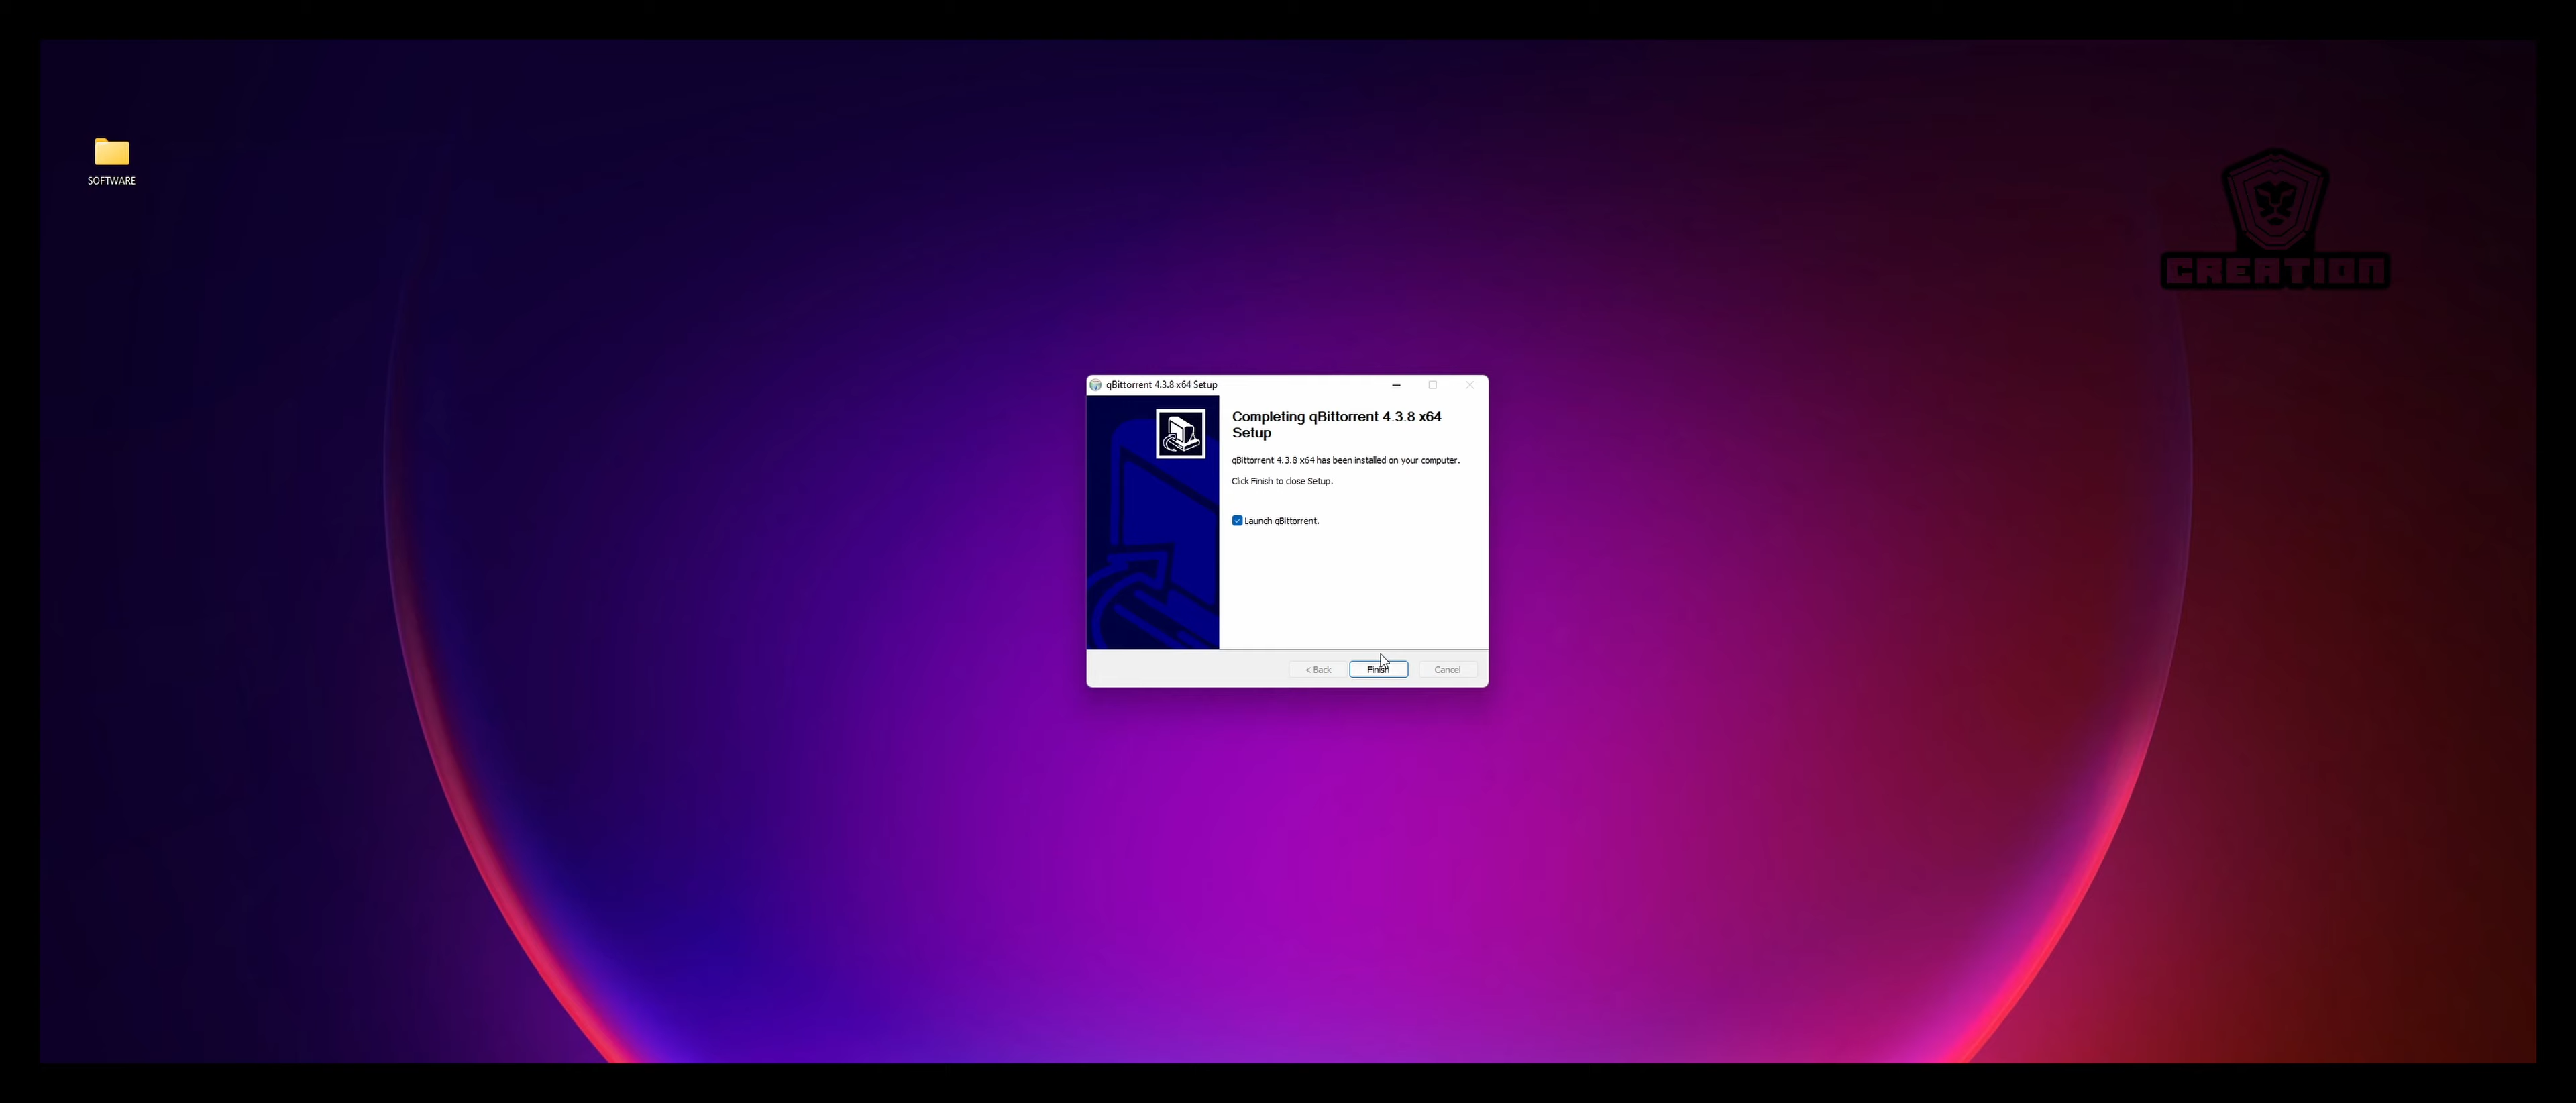 SOFTWARE
CREATION
qBittorrent 4.3.8 x64 Setup
Completing qBittorrent 4.3.8 x64
Setup
qBittorrent 4.3.8 x64 has been installed on your computer.
Click Finish to close Setup.
Launch qBittorrent.
< Back
Finish
Cancel